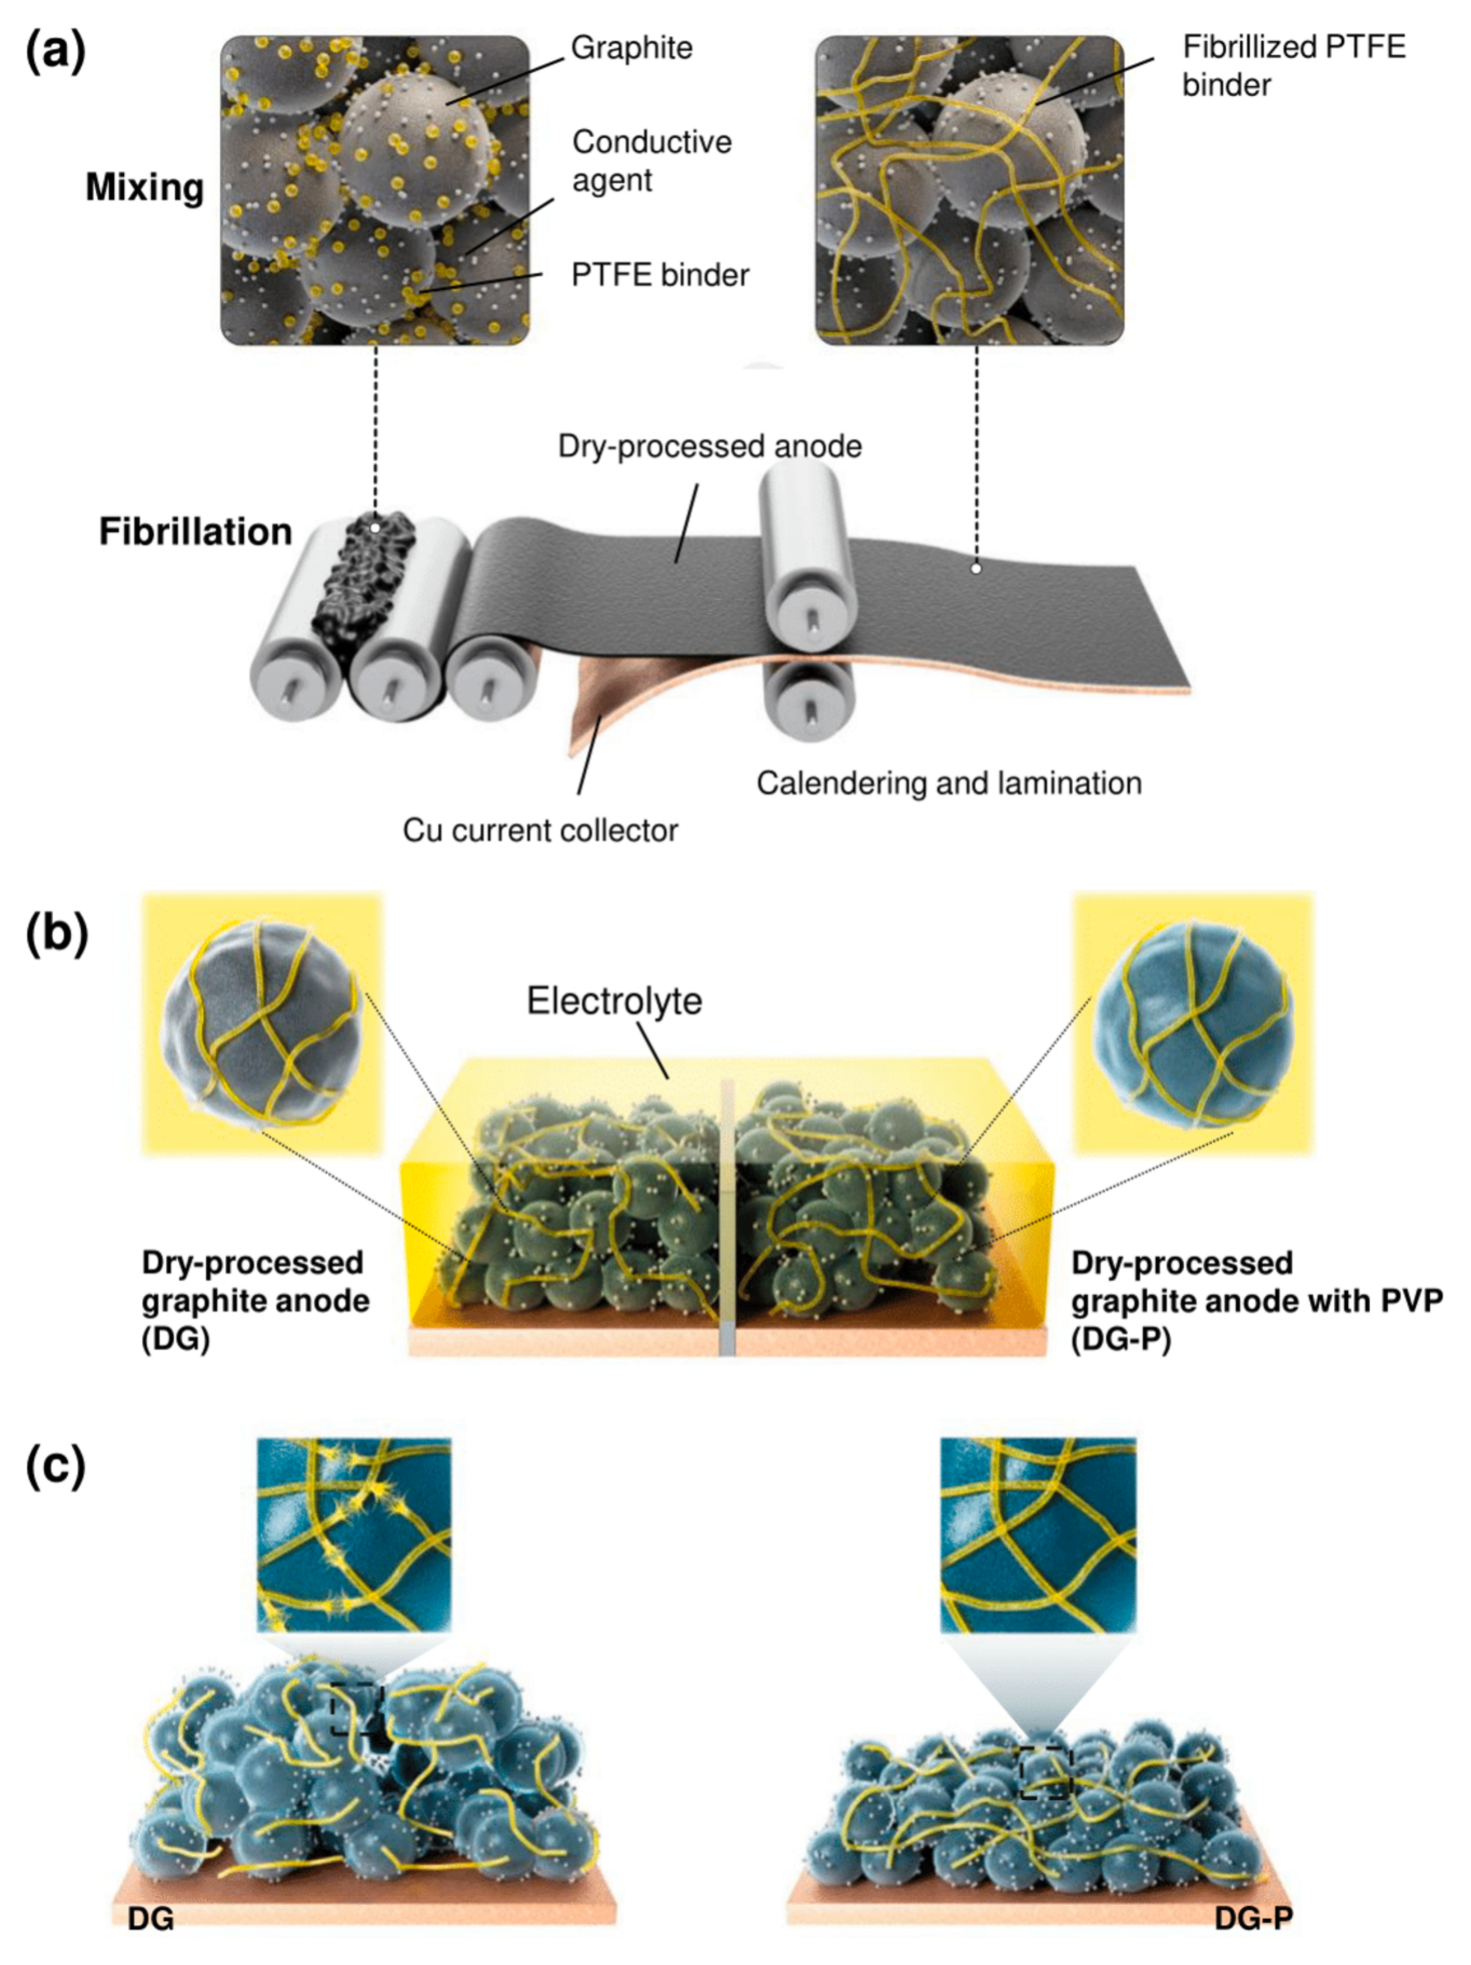 (a)
Graphite
Conductive
agent
PTFE binder
Fibrillized PTFE
binder
Mixing
Dry-processed anode
Fibrillation
Calendering and lamination
Cu current collector
(b)
Electrolyte
Dry-processed
graphite anode
(DG)
Dry-processed
graphite anode with PVP
(DG-P)
(c)
DG
DG-P